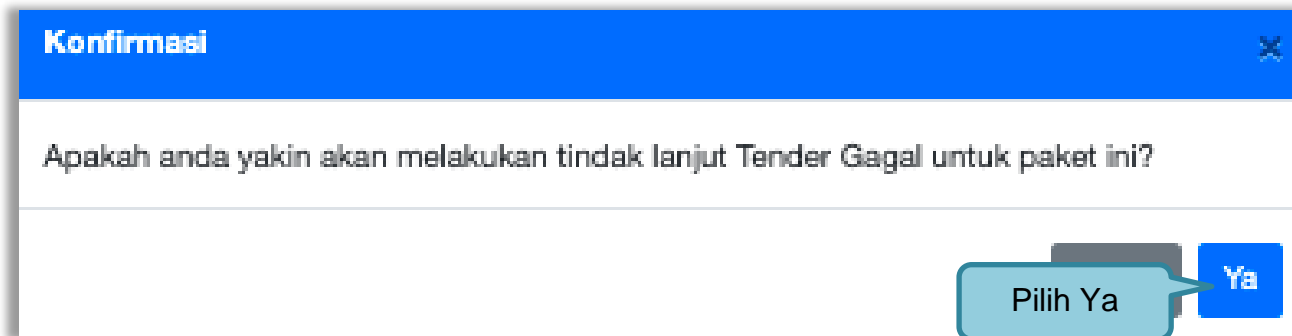 Konfirmasi
×
Apakah anda yakin akan melakukan tindak lanjut Tender Gagal untuk paket ini?
Pilih Ya
Ya